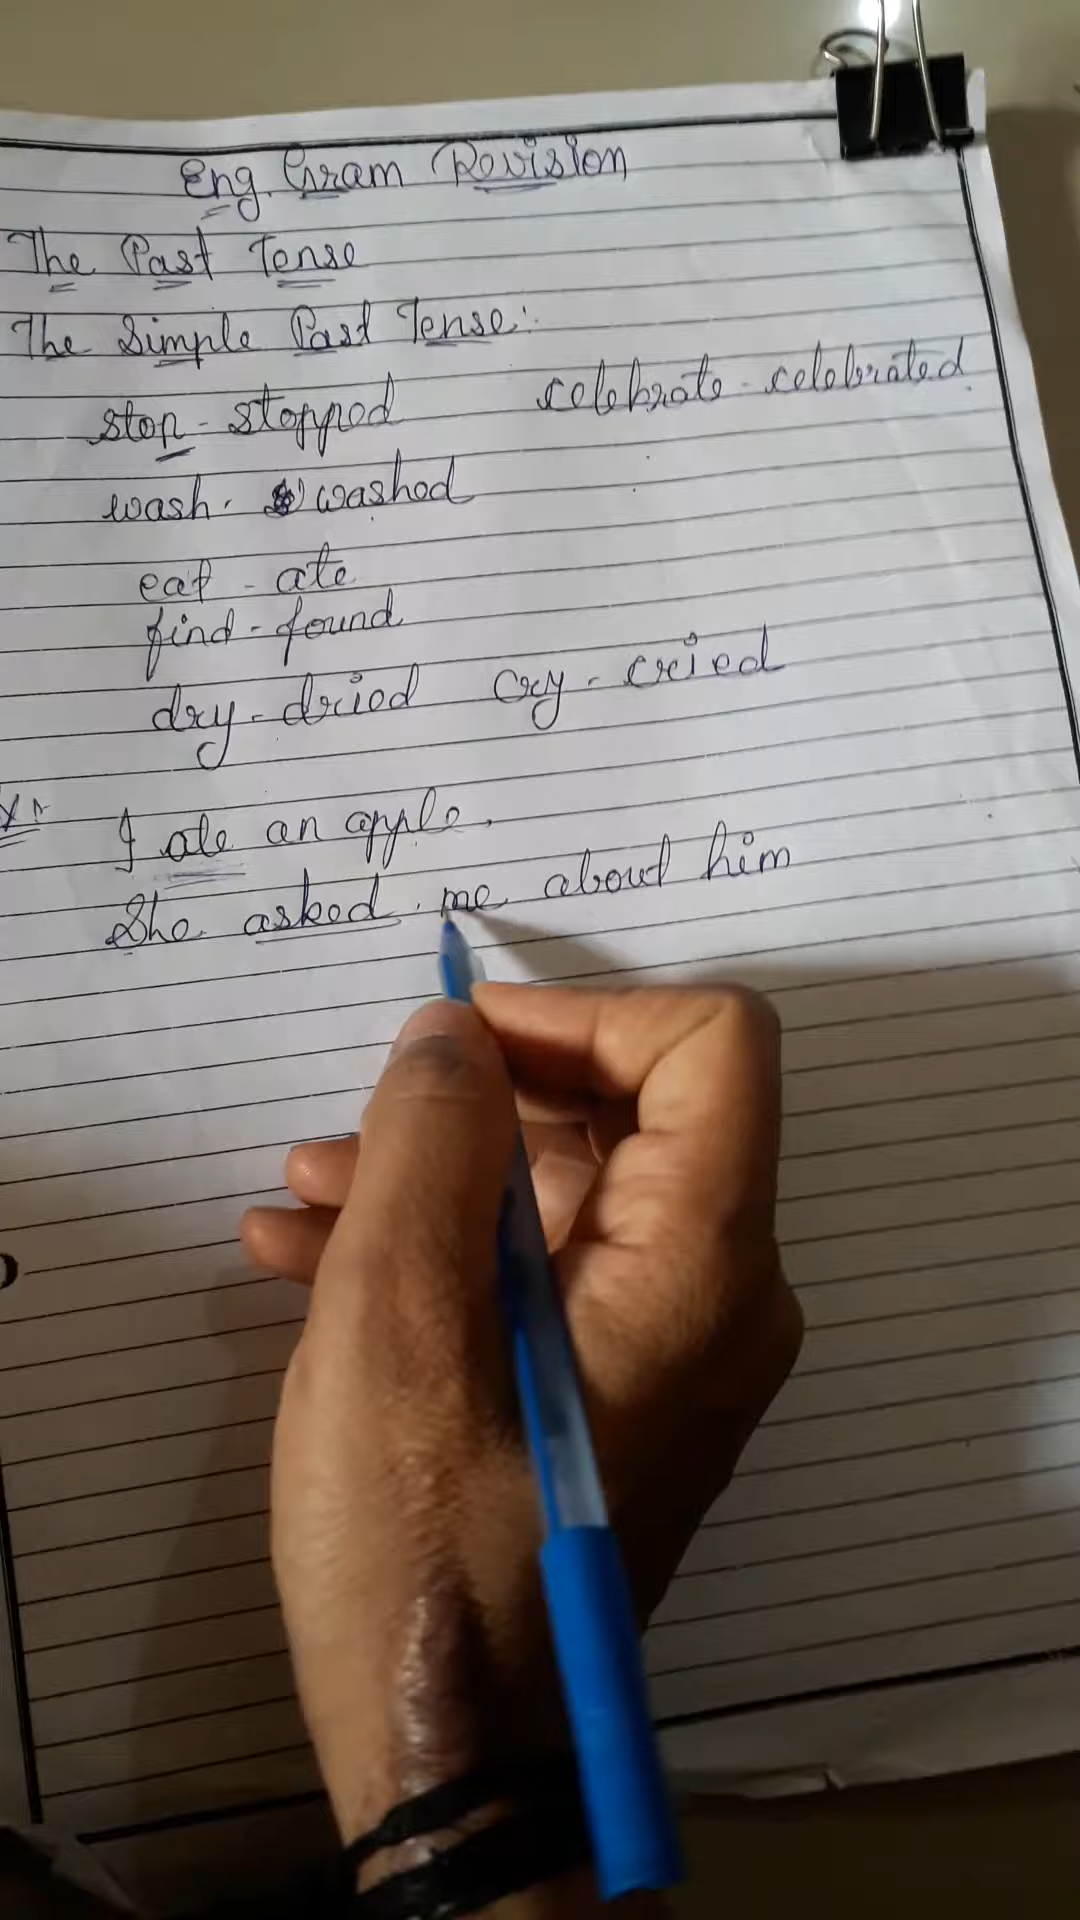 Eng. Gram Revision
The Past Tense
The Simple Past Tense:
stop - stopped celebrate - celebrated
wash - washed
eat - ate
find - found
dry - dried cry - cried
I ate an apple.
She asked me about him